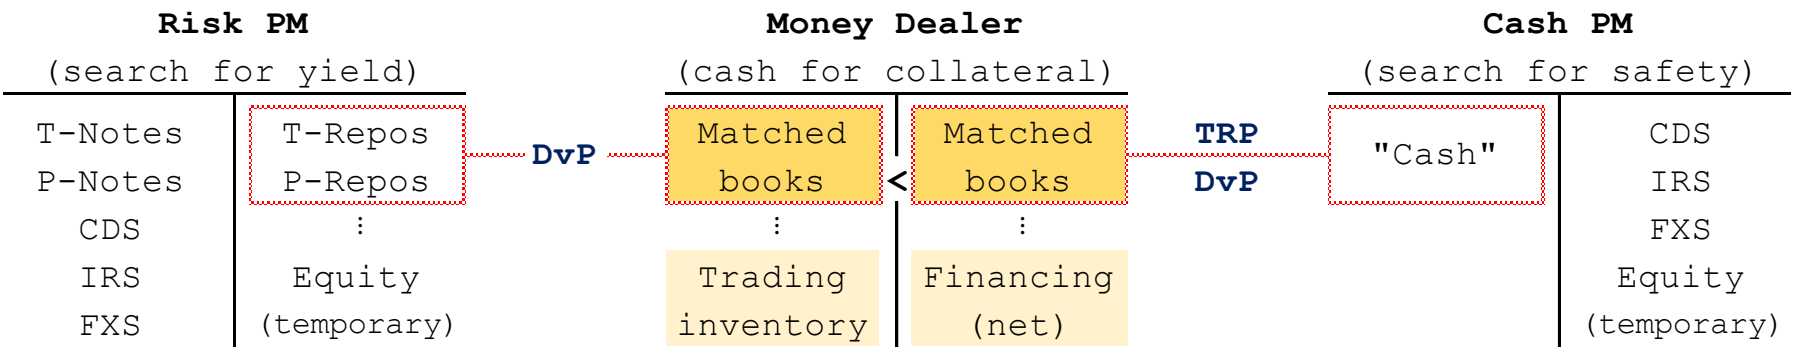 Risk PM Money Dealer Cash PM
(search for yield) (cash for collateral) (search for safety)
T-Notes T-Repos Matched Matched TRP CDS
DvP "Cash"
P-Notes P-Repos books < books DvP IRS
CDS ⋮ ⋮ ⋮ FXS
IRS Equity Trading Financing Equity
FXS (temporary) inventory (net) (temporary)